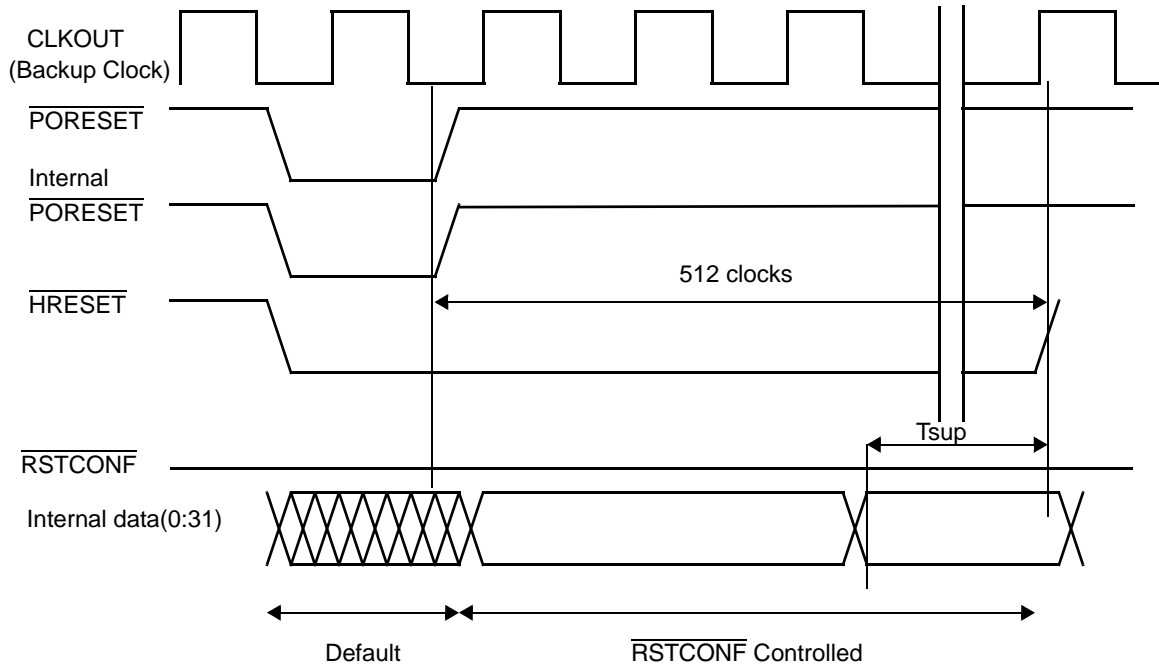 CLKOUT
(Backup Clock)
PORESET
Internal
PORESET
512 clocks
HRESET
Tsup
RSTCONF
Internal data(0:31)
Default
RSTCONF Controlled